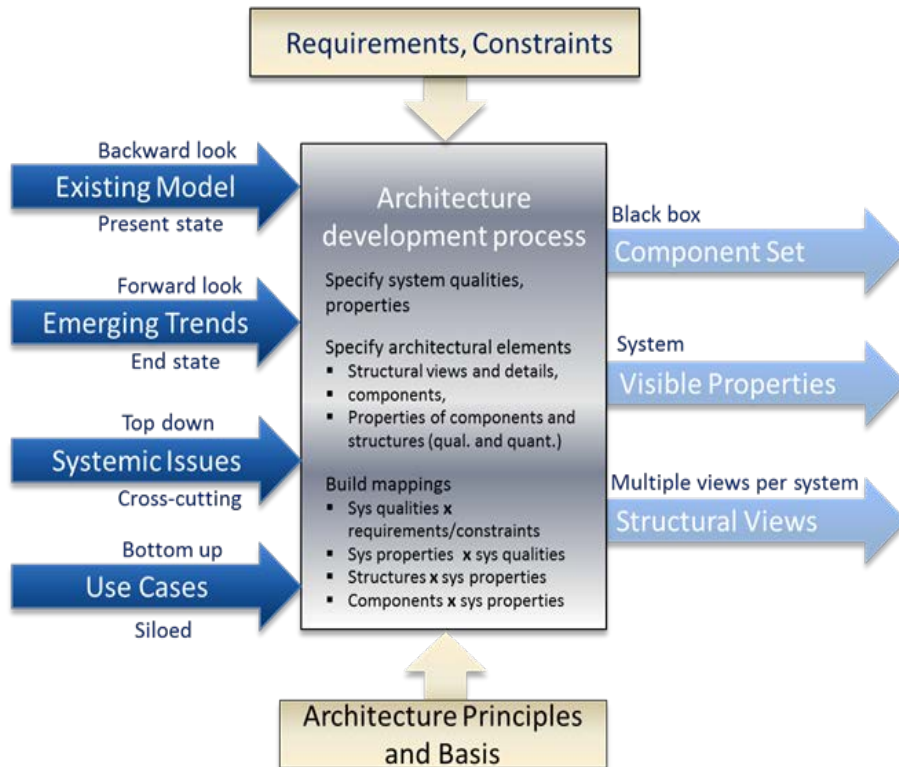 Requirements, Constraints
Backward look
Existing Model
Present state
Forward look
Emerging Trends
End state
Top down
Systemic Issues
Cross-cutting
Bottom up
Use Cases
Siloed
Architecture
development process
Specify system qualities,
properties
Specify architectural elements
▪ Structural views and details,
▪ components,
▪ Properties of components and
structures (qual. and quant.)
Build mappings
▪ Sys qualities x
requirements/constraints
▪ Sys properties x sys qualities
▪ Structures x sys properties
▪ Components x sys properties
Black box
Component Set
System
Visible Properties
Multiple views per system
Structural Views
Architecture Principles
and Basis